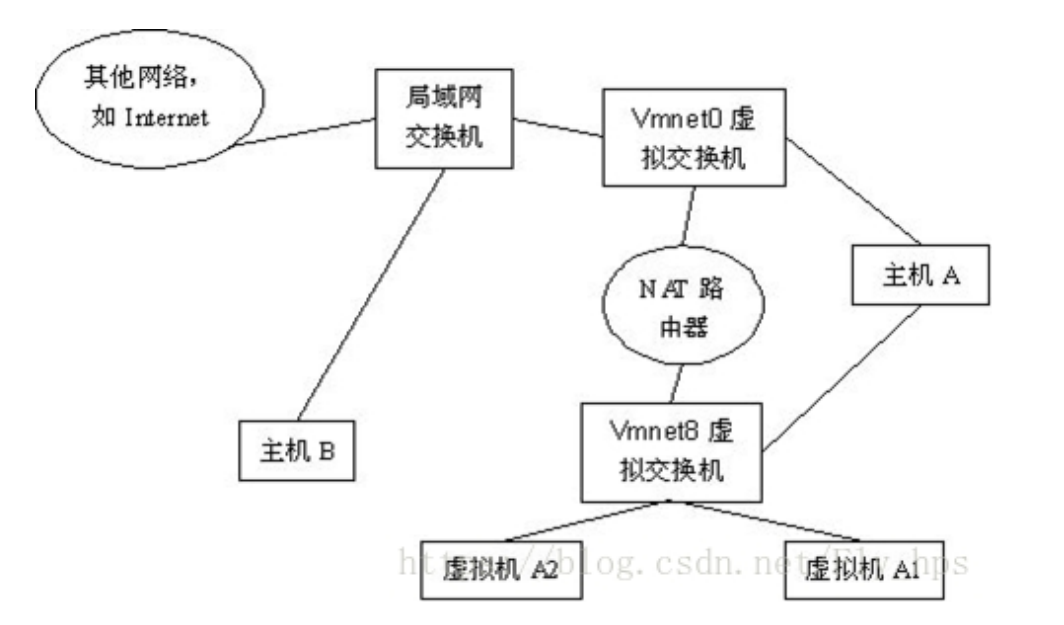 其他网络，
如 Internet
局域网
交换机
Vmnet0 虚
拟交换机
NAT 路
由器
主机 A
主机 B
Vmnet8 虚
拟交换机
虚拟机 A2
虚拟机 A1